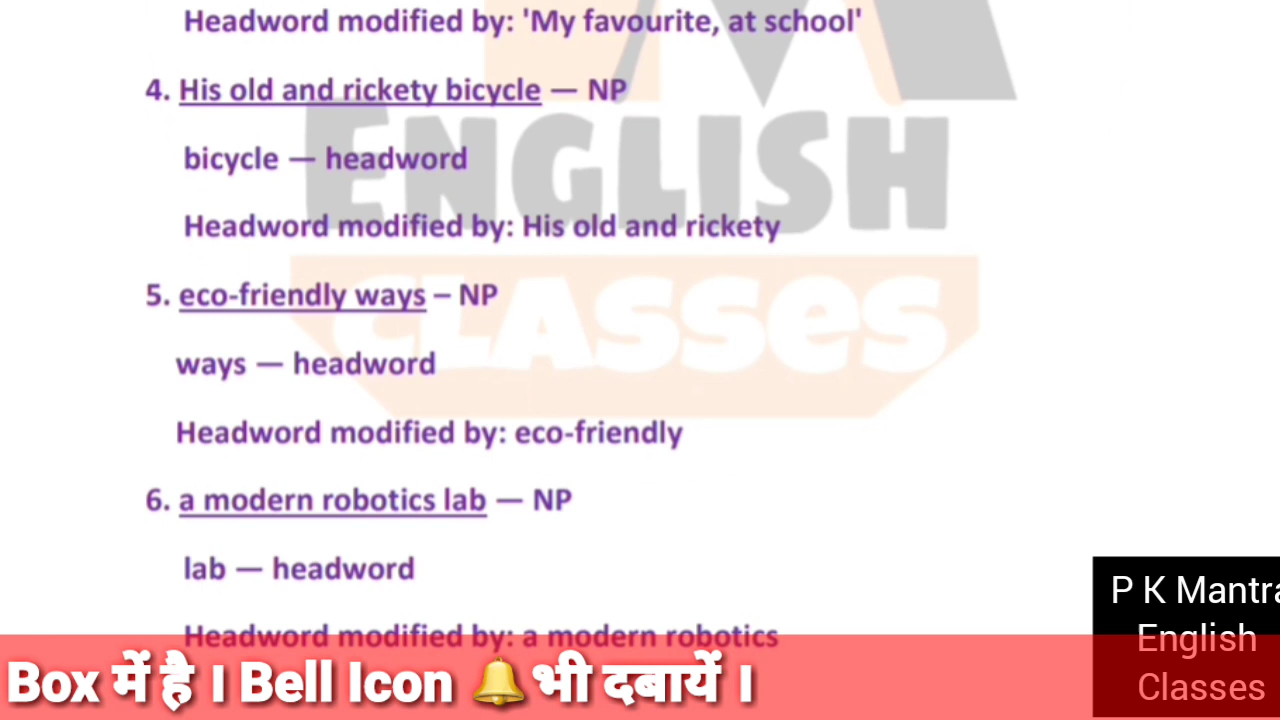 Headword modified by: 'My favourite, at school'
4. His old and rickety bicycle — NP
bicycle — headword
Headword modified by: His old and rickety
5. eco-friendly ways – NP
ways — headword
Headword modified by: eco-friendly
6. a modern robotics lab — NP
lab — headword
Headword modified by: a modern robotics
ENGLISH
CLASSES
P K Mantra
English
Classes
Box में है । Bell Icon 🔔भी दबायें ।